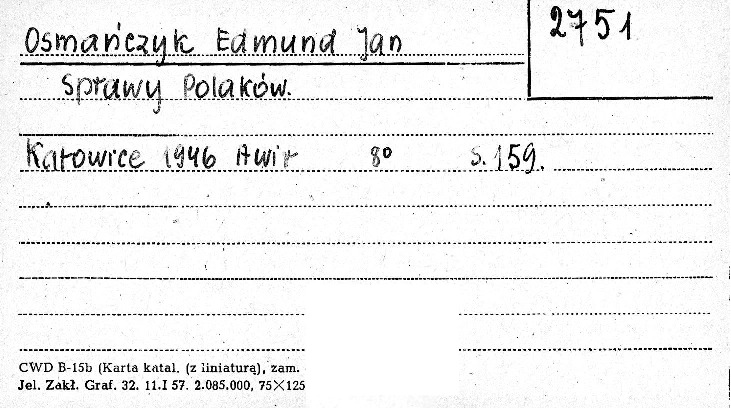 Osmańczyk Edmund Jan
2751
Sprawy Polaków.
Katowice 1946 Awir 8° s. 159.
CWD B-15b (Karta katal. (z liniaturą), zam.
Jel. Zakł. Graf. 32. 11.I 57. 2.085.000, 75×125